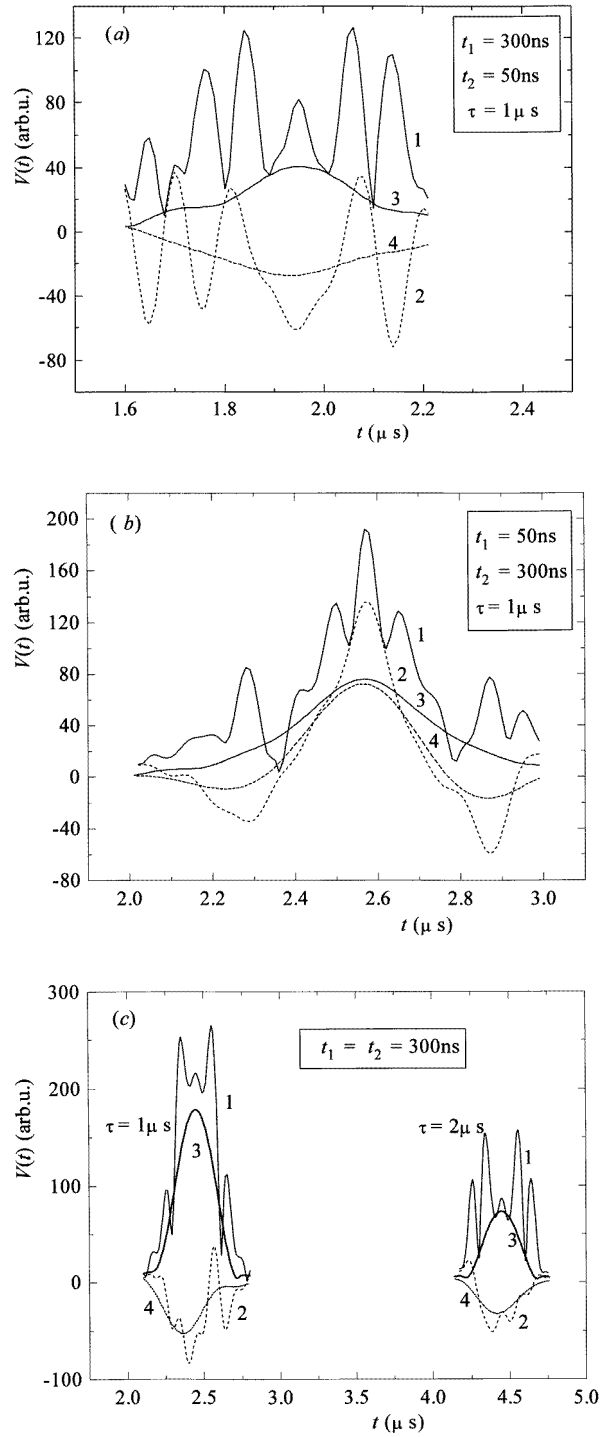 (a)
t₁ = 300ns
t₂ = 50ns
τ = 1μ s
V(t) (arb.u.)
120
80
40
0
-40
-80
1
3
4
2
1.6 1.8 2.0 2.2 2.4
t (μ s)
( b)
t₁ = 50ns
t₂ = 300ns
τ = 1μ s
V(t) (arb.u.)
200
160
120
80
40
0
-40
-80
1
2
3
4
2.0 2.2 2.4 2.6 2.8 3.0
t (μ s)
(c)
t₁ = t₂ = 300ns
V(t) (arb.u.)
300
200
100
0
-100
τ = 1μ s
1
3
4
2
τ = 2μ s
1
3
4
2
2.0 2.5 3.0 3.5 4.0 4.5 5.0
t (μ s)